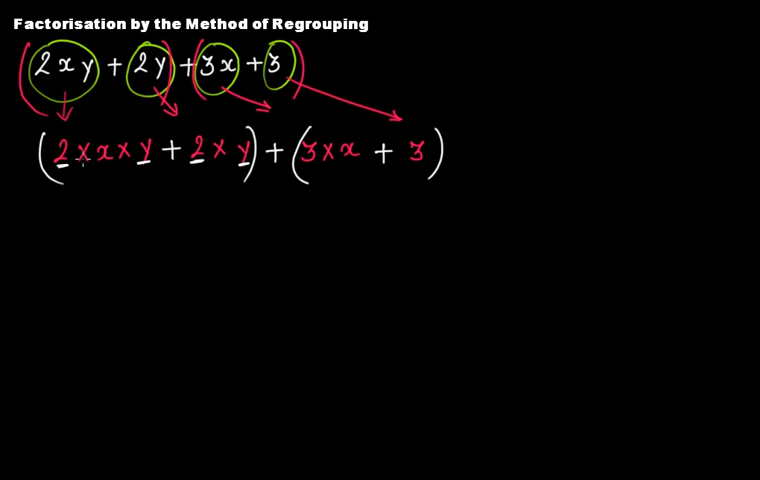 Factorisation by the Method of Regrouping
(2xy + 2y) + (3x + 3)
(2 × x × y + 2 × y) + (3 × x + 3)